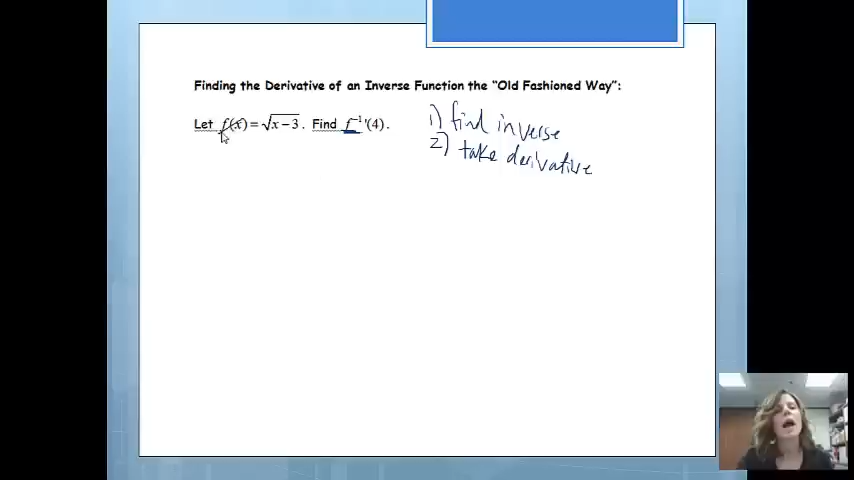 Finding the Derivative of an Inverse Function the “Old Fashioned Way”:
Let f(x) = √x−3. Find f⁻¹'(4).
1) find inverse
2) take derivative